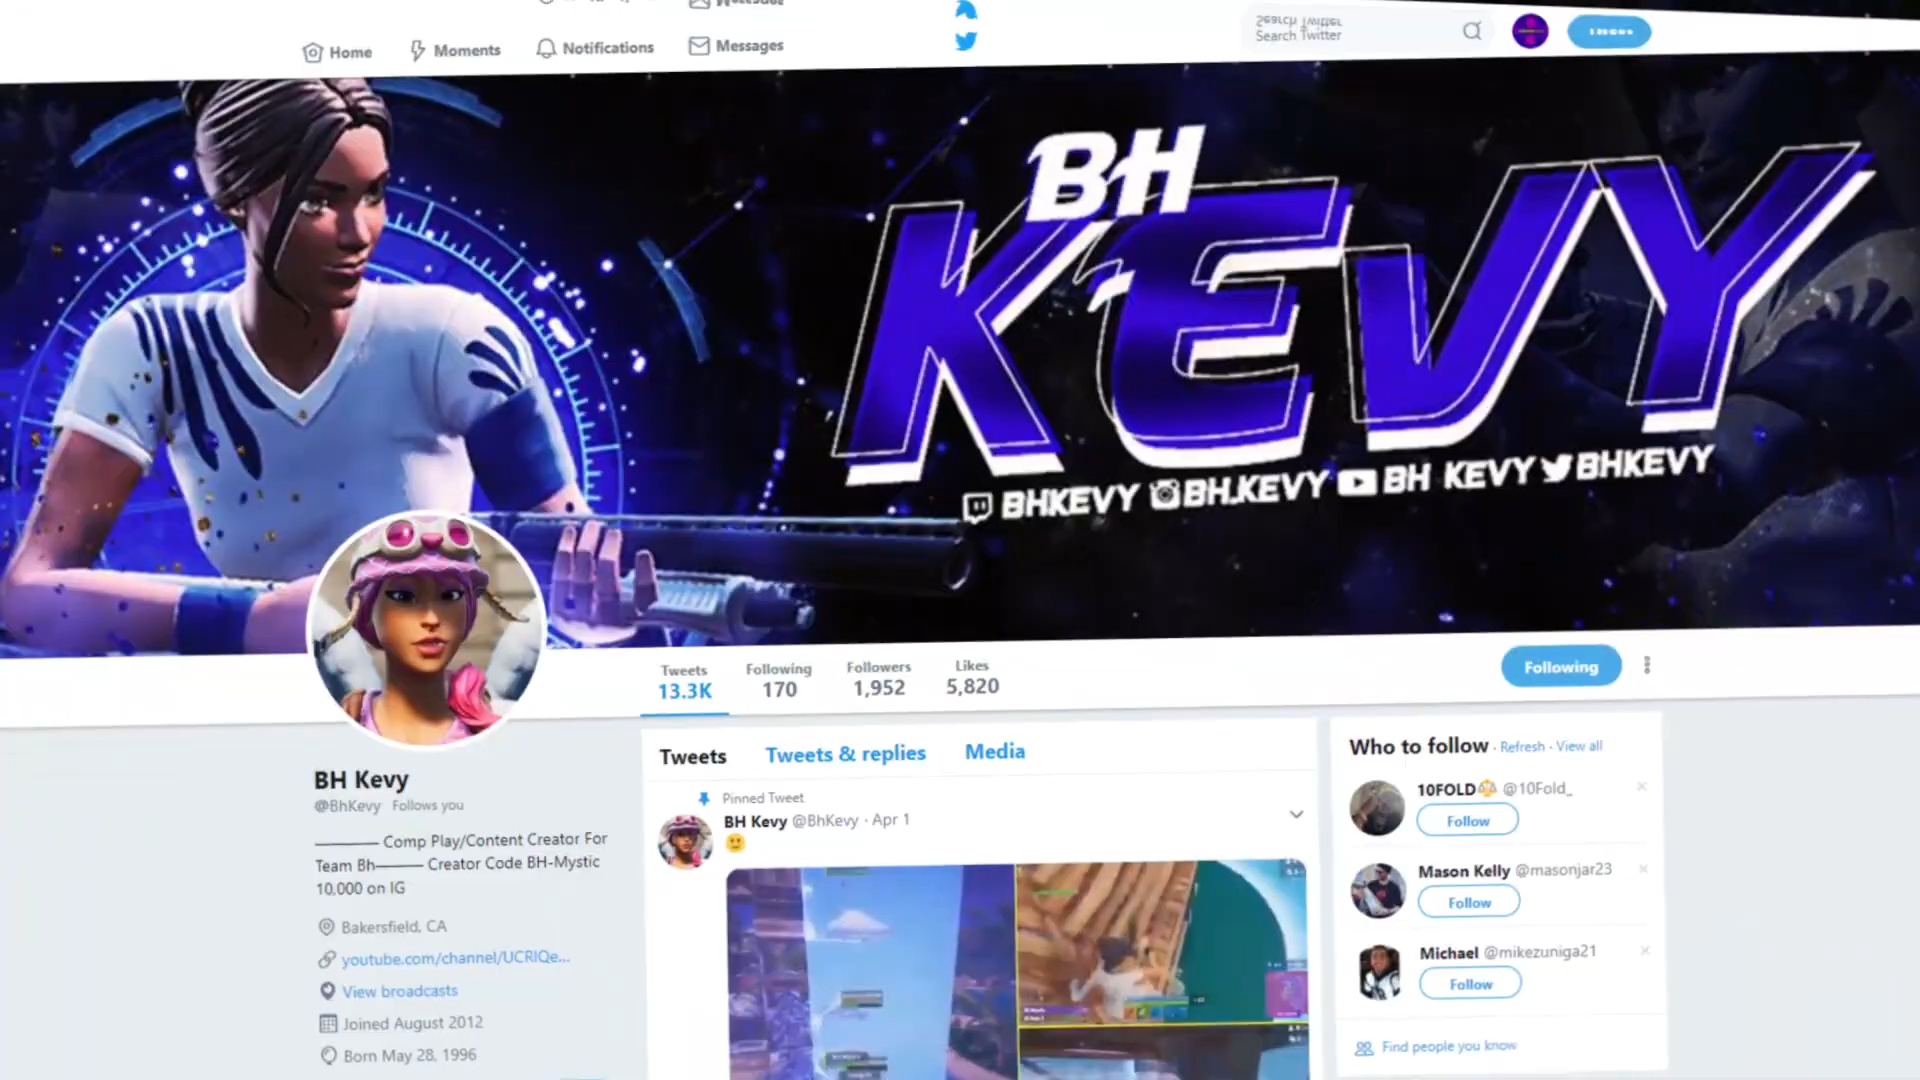 Home Moments Notifications Messages
Search Twitter
Search Twitter
BH
KEVY
BHKEVY BH.KEVY BH KEVY BHKEVY
Tweets Following Followers Likes
13.3K 170 1,952 5,820
Following
BH Kevy
@BhKevy Follows you
———— Comp Play/Content Creator For
Team Bh——— Creator Code BH-Mystic
10,000 on IG
Bakersfield, CA
youtube.com/channel/UCRlQe...
View broadcasts
Joined August 2012
Born May 28, 1996
Tweets Tweets & replies Media
Pinned Tweet
BH Kevy @BhKevy · Apr 1
Who to follow · Refresh · View all
10FOLD @10Fold_
Follow
Mason Kelly @masonjar23
Follow
Michael @mikezuniga21
Follow
Find people you know